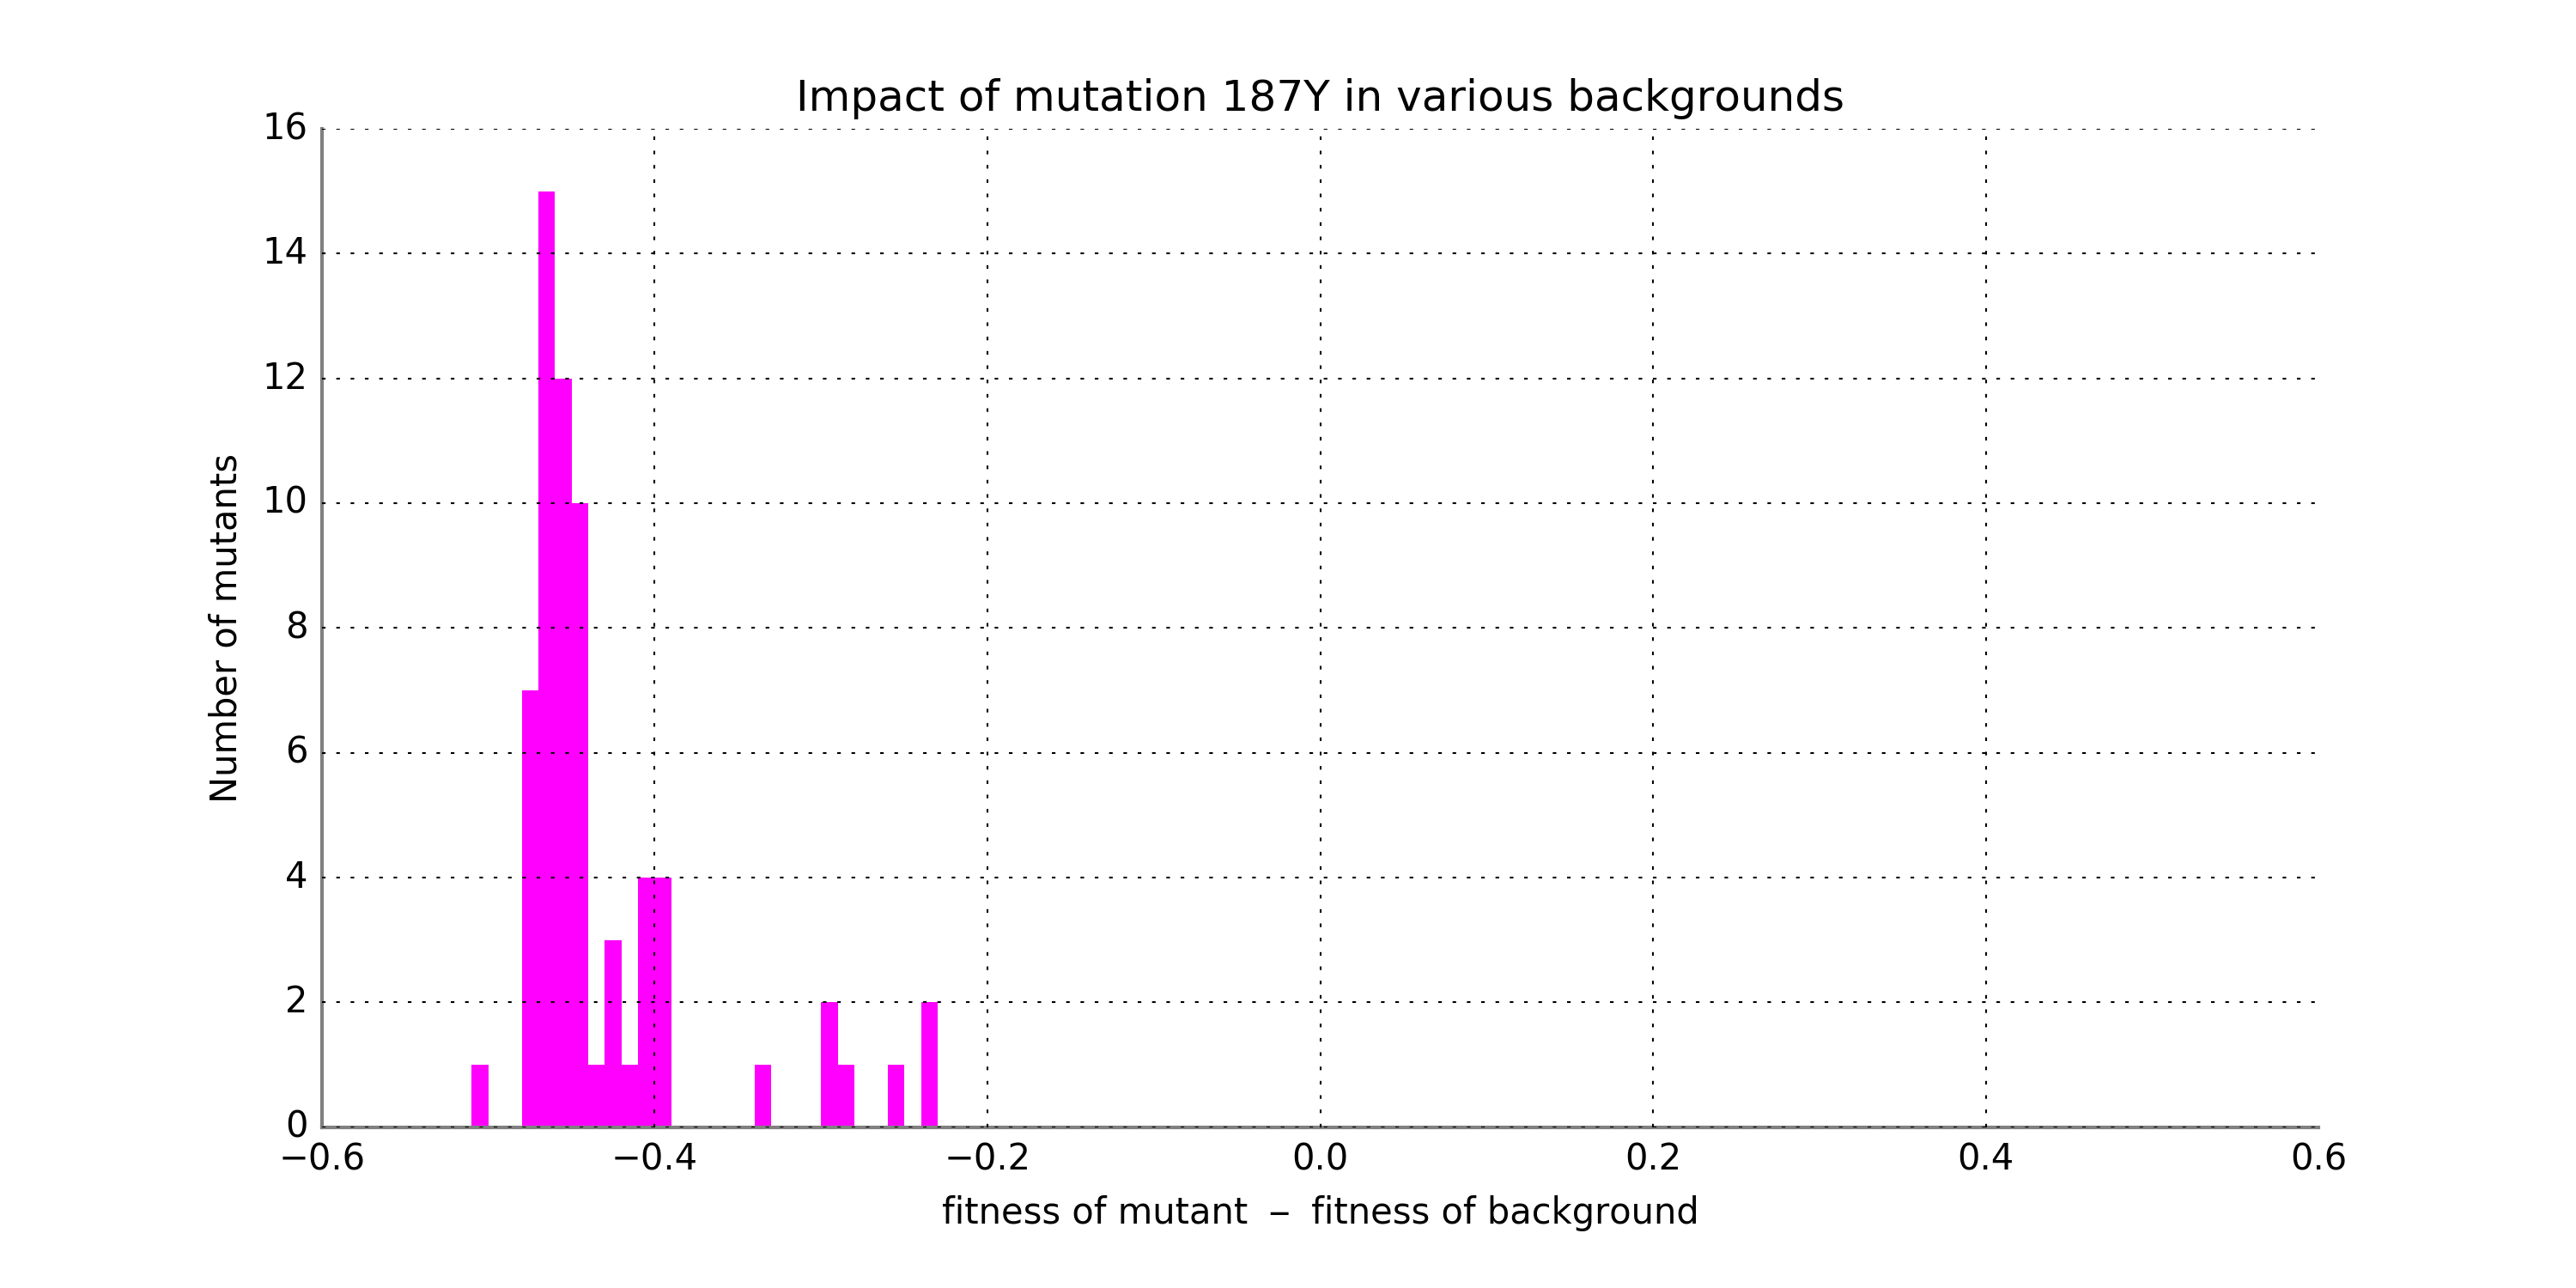 Impact of mutation 187Y in various backgrounds
16
14
12
10
8
6
4
2
0
Number of mutants
−0.6 −0.4 −0.2 0.0 0.2 0.4 0.6
fitness of mutant − fitness of background